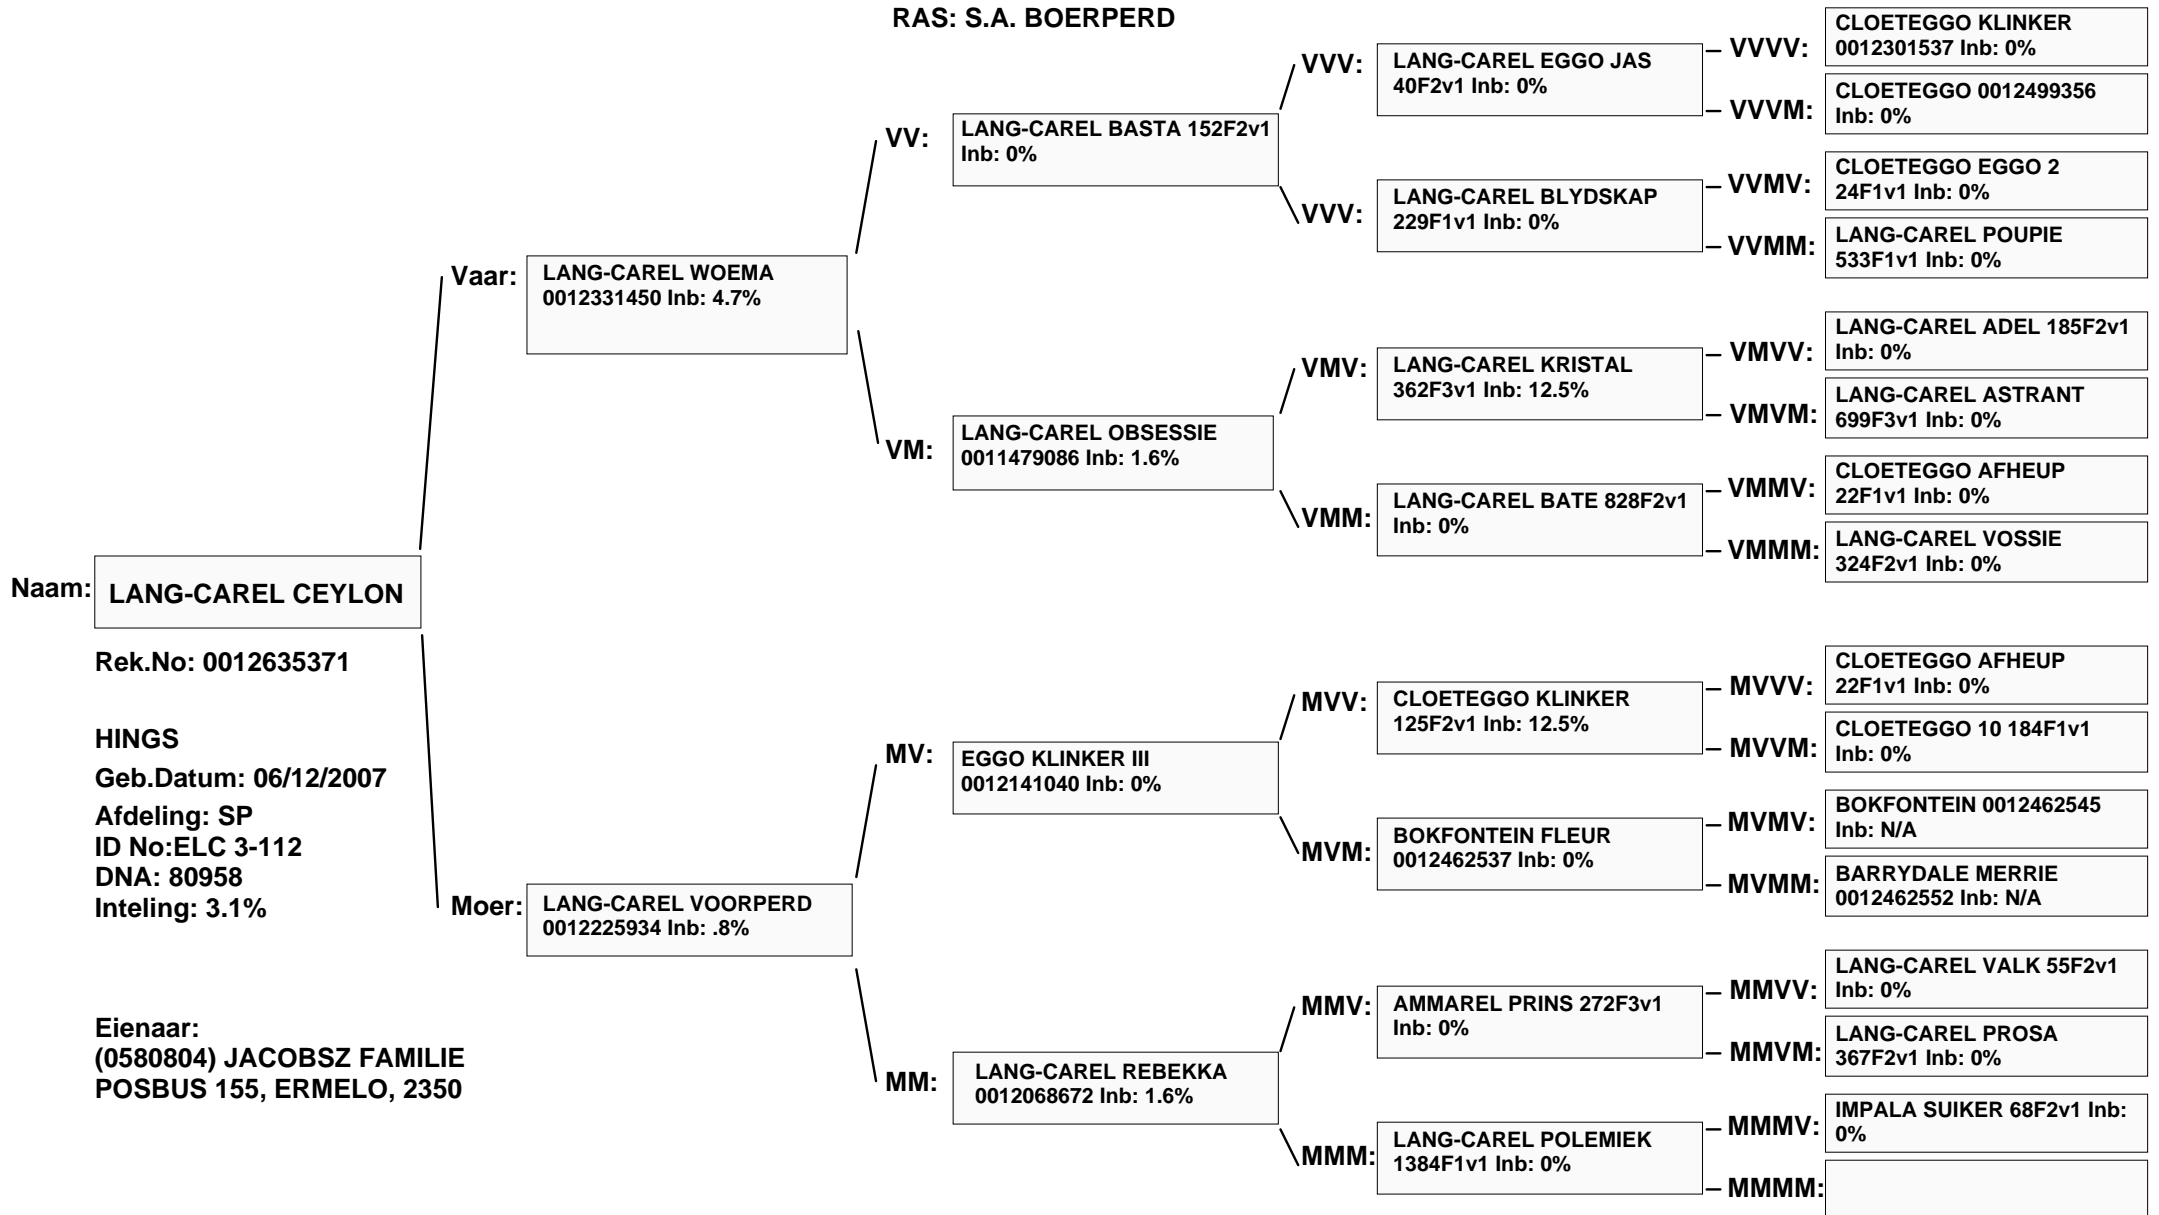 RAS: S.A. BOERPERD
Naam:
LANG-CAREL CEYLON
Rek.No: 0012635371
HINGS
Geb.Datum: 06/12/2007
Afdeling: SP
ID No:ELC 3-112
DNA: 80958
Inteling: 3.1%
Eienaar:
(0580804) JACOBSZ FAMILIE
POSBUS 155, ERMELO, 2350
Vaar:
LANG-CAREL WOEMA
0012331450 Inb: 4.7%
Moer:
LANG-CAREL VOORPERD
0012225934 Inb: .8%
VV:
LANG-CAREL BASTA 152F2v1
Inb: 0%
VM:
LANG-CAREL OBSESSIE
0011479086 Inb: 1.6%
MV:
EGGO KLINKER III
0012141040 Inb: 0%
MM:
LANG-CAREL REBEKKA
0012068672 Inb: 1.6%
VVV:
LANG-CAREL EGGO JAS
40F2v1 Inb: 0%
VVV:
LANG-CAREL BLYDSKAP
229F1v1 Inb: 0%
VMV:
LANG-CAREL KRISTAL
362F3v1 Inb: 12.5%
VMM:
LANG-CAREL BATE 828F2v1
Inb: 0%
MVV:
CLOETEGGO KLINKER
125F2v1 Inb: 12.5%
MVM:
BOKFONTEIN FLEUR
0012462537 Inb: 0%
MMV:
AMMAREL PRINS 272F3v1
Inb: 0%
MMM:
LANG-CAREL POLEMIEK
1384F1v1 Inb: 0%
VVVV:
CLOETEGGO KLINKER
0012301537 Inb: 0%
VVVM:
CLOETEGGO 0012499356
Inb: 0%
VVMV:
CLOETEGGO EGGO 2
24F1v1 Inb: 0%
VVMM:
LANG-CAREL POUPIE
533F1v1 Inb: 0%
VMVV:
LANG-CAREL ADEL 185F2v1
Inb: 0%
VMVM:
LANG-CAREL ASTRANT
699F3v1 Inb: 0%
VMMV:
CLOETEGGO AFHEUP
22F1v1 Inb: 0%
VMMM:
LANG-CAREL VOSSIE
324F2v1 Inb: 0%
MVVV:
CLOETEGGO AFHEUP
22F1v1 Inb: 0%
MVVM:
CLOETEGGO 10 184F1v1
Inb: 0%
MVMV:
BOKFONTEIN 0012462545
Inb: N/A
MVMM:
BARRYDALE MERRIE
0012462552 Inb: N/A
MMVV:
LANG-CAREL VALK 55F2v1
Inb: 0%
MMVM:
LANG-CAREL PROSA
367F2v1 Inb: 0%
MMMV:
IMPALA SUIKER 68F2v1 Inb:
0%
MMMM: